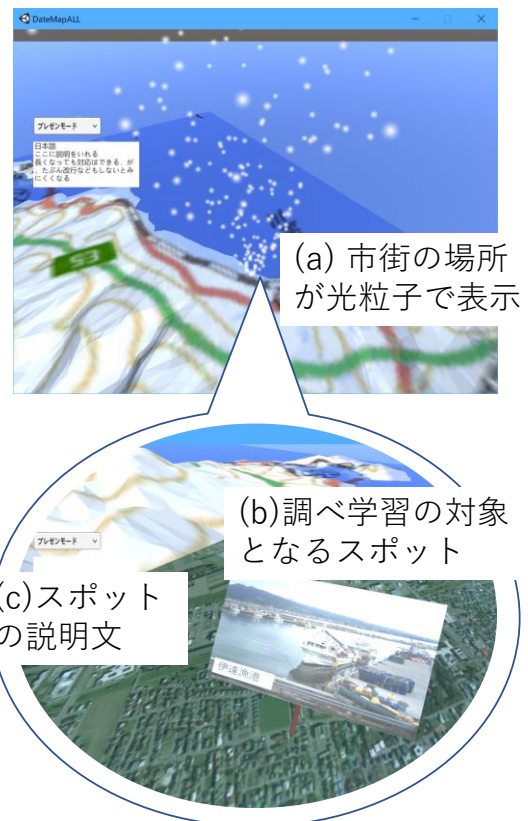 DateMapALL
プレゼンモード
日本語
ここに説明をいれる
長くなっても対応はできる、が
、たぶん改行などもしないとみ
にくくなる
E5
(a) 市街の場所
が光粒子で表示
(b)調べ学習の対象
となるスポット
プレゼンモード
(c)スポット
の説明文
伊達漁港